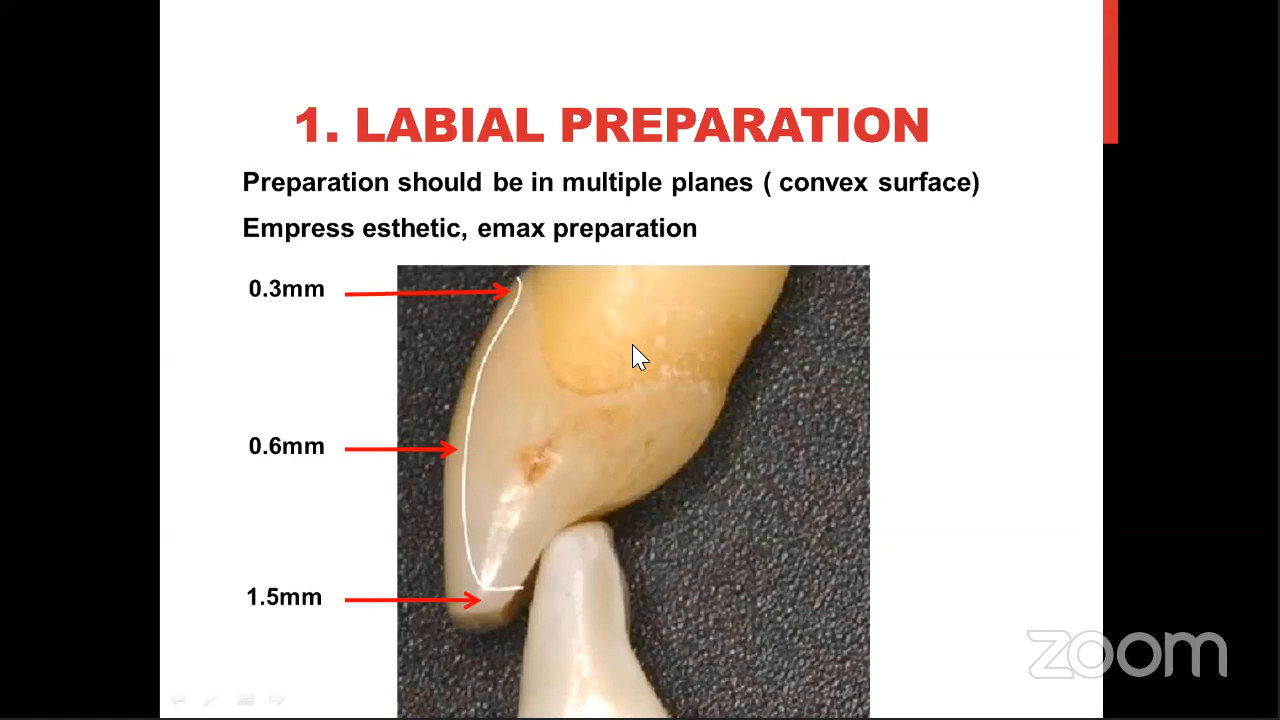 1. LABIAL PREPARATION
Preparation should be in multiple planes ( convex surface)
Empress esthetic, emax preparation
0.3mm
0.6mm
1.5mm
zoom